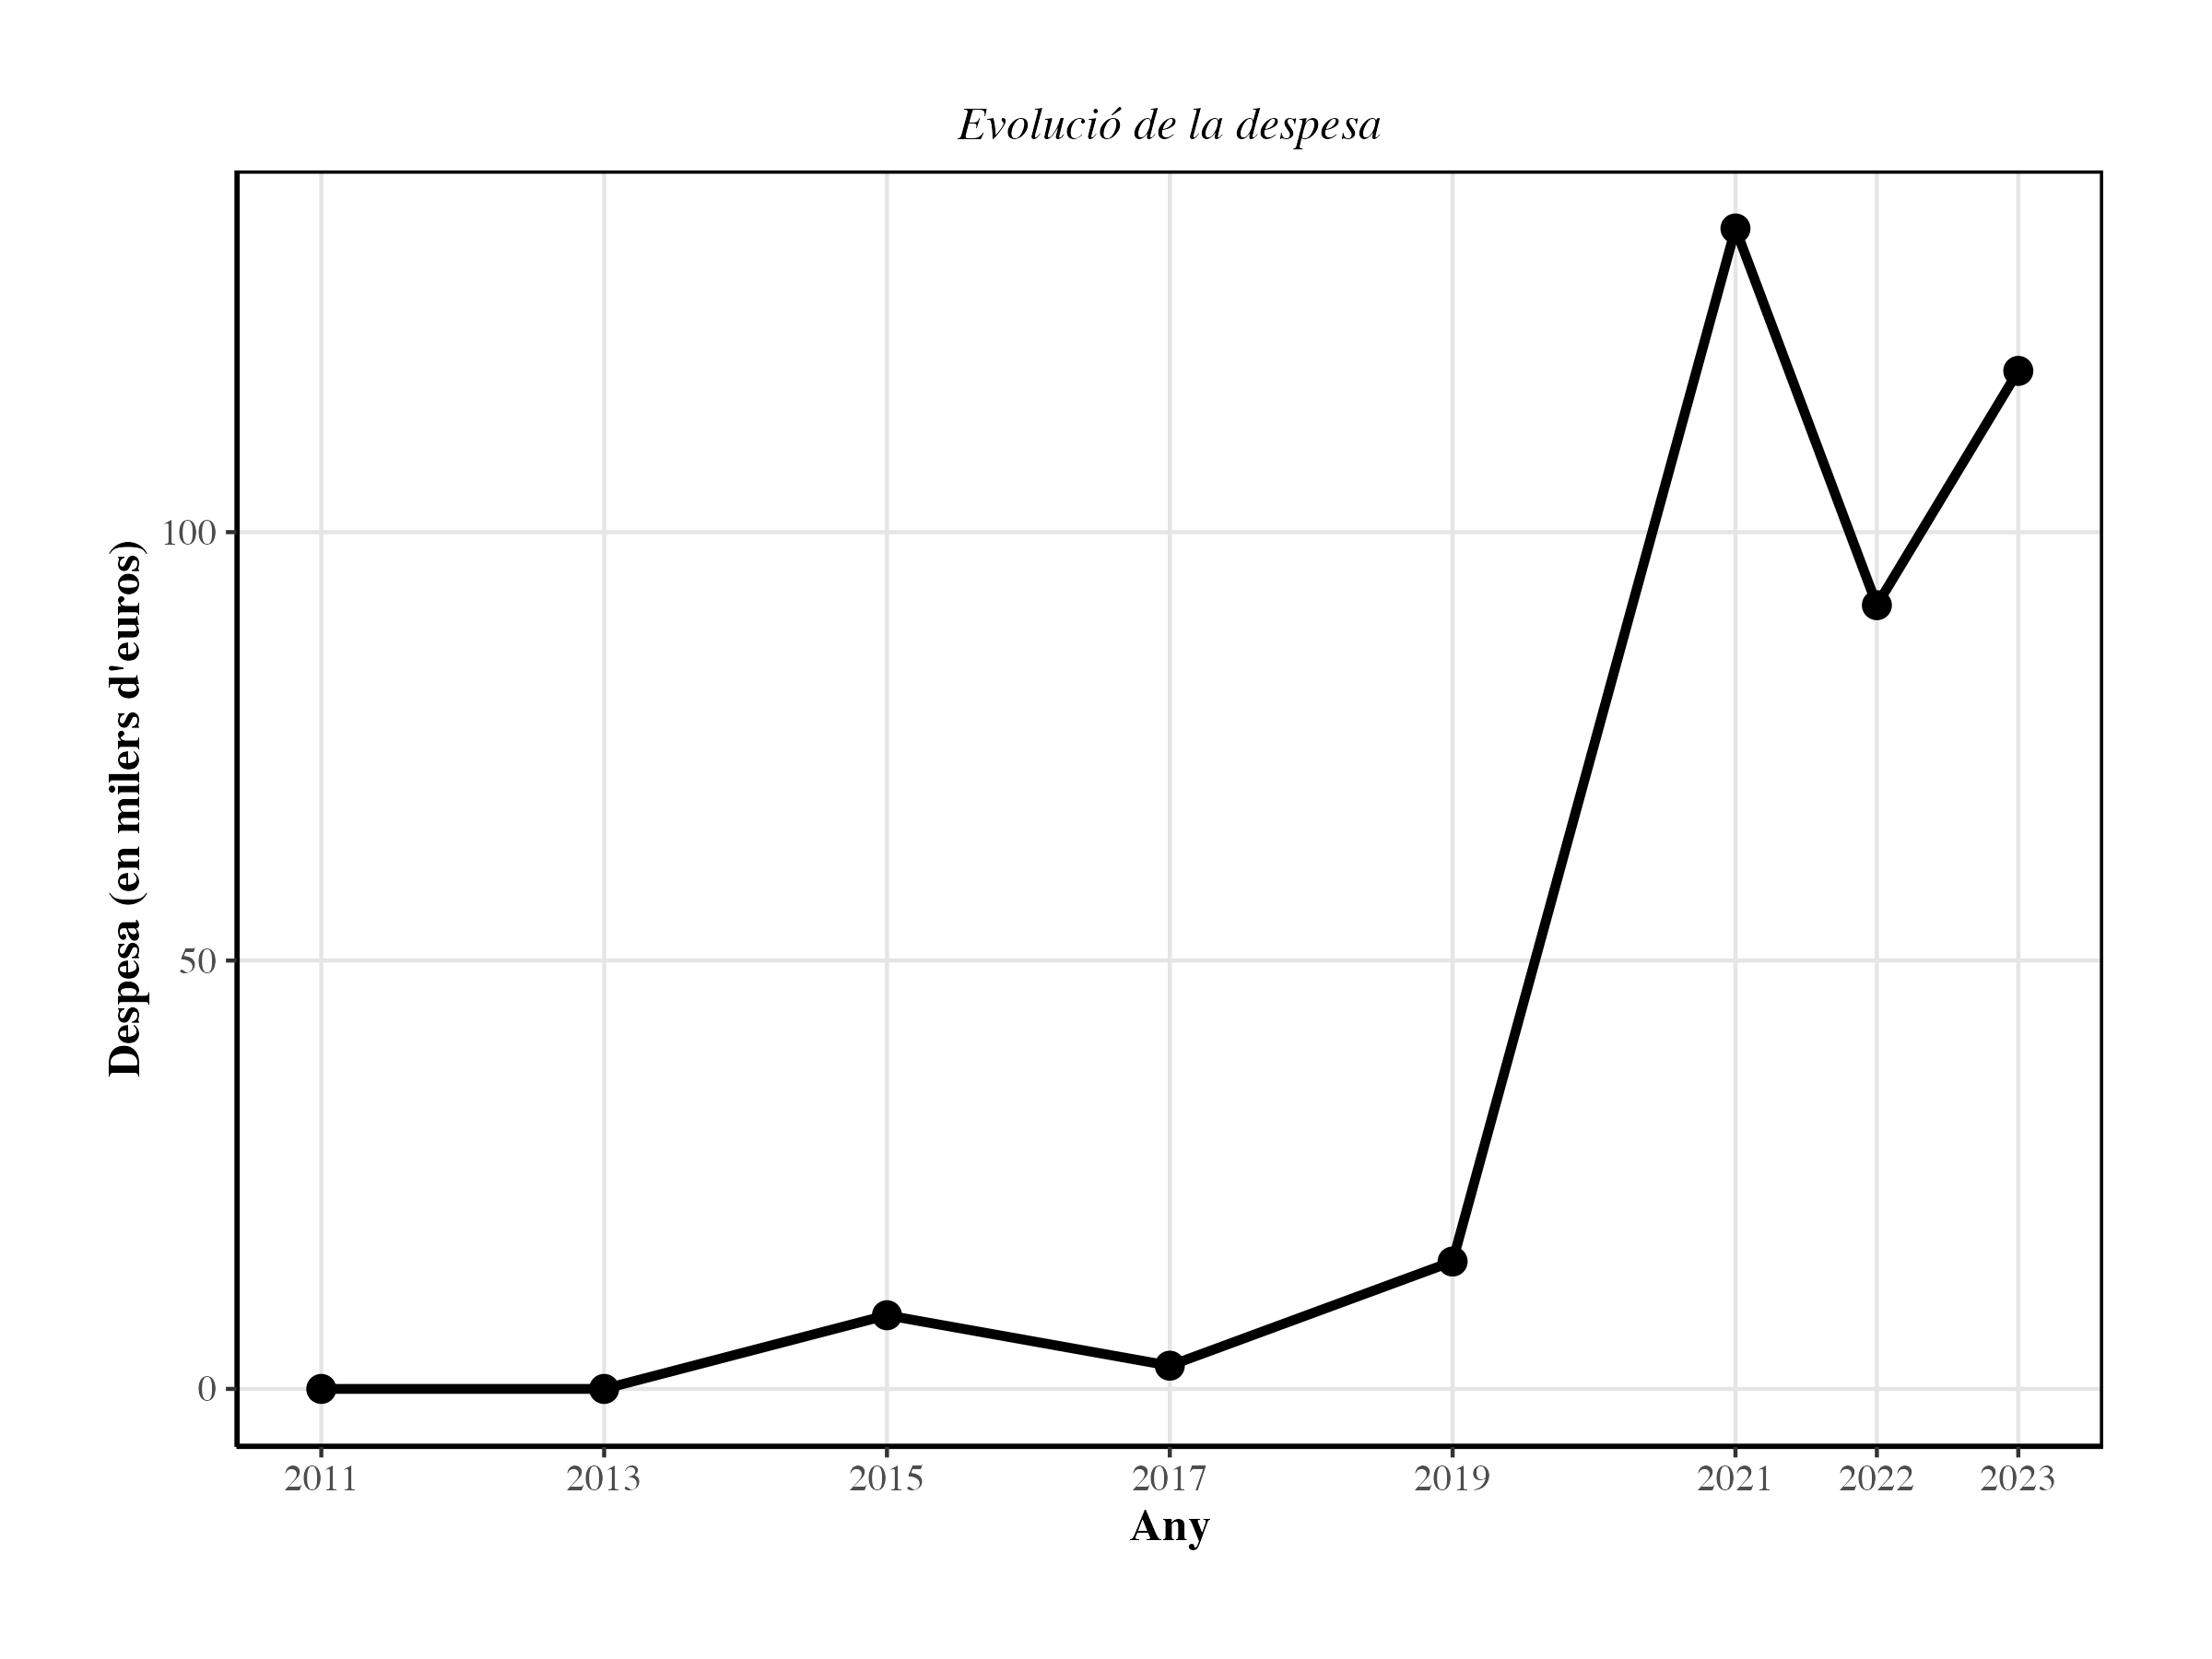 Evolució de la despesa
Despesa (en milers d'euros)
100
50
0
2011 2013 2015 2017 2019 2021 2022 2023
Any